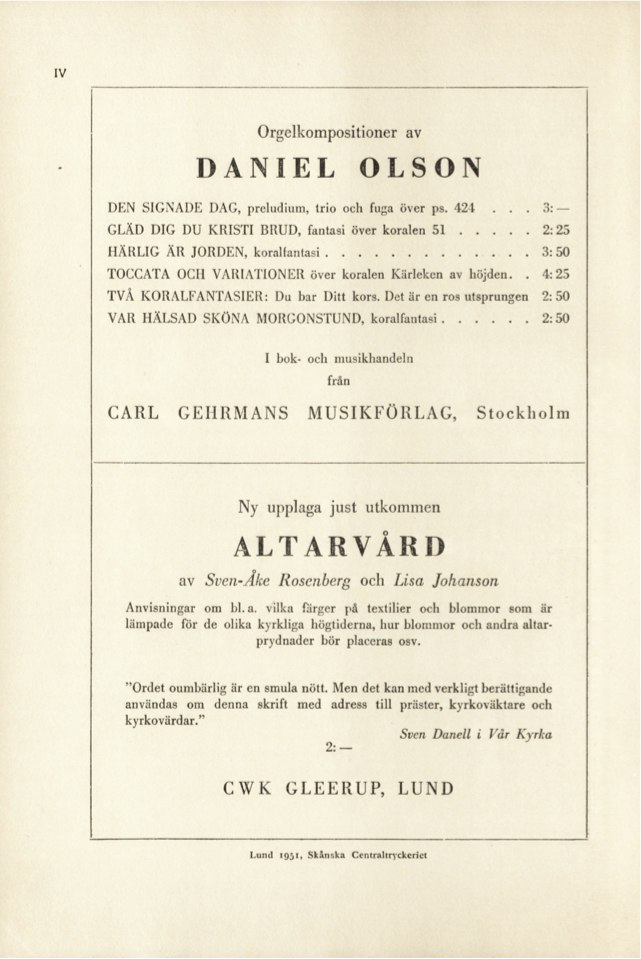 IV
Orgelkompositioner av
DANIEL OLSON
DEN SIGNADE DAG, preludium, trio och fuga över ps. 424 . . . 3: —
GLÄD DIG DU KRISTI BRUD, fantasi över koralen 51 . . . . . 2: 25
HÄRLIG ÄR JORDEN, koralfantasi . . . . . . . . . . . . . 3: 50
TOCCATA OCH VARIATIONER över koralen Kärleken av höjden. . 4: 25
TVÅ KORALFANTASIER: Du bar Ditt kors. Det är en ros utsprungen 2: 50
VAR HÄLSAD SKÖNA MORGONSTUND, koralfantasi . . . . . . 2: 50
I bok- och musikhandeln
från
CARL GEHRMANS MUSIKFÖRLAG, Stockholm
Ny upplaga just utkommen
ALTARVÅRD
av Sven-Åke Rosenberg och Lisa Johanson
Anvisningar om bl. a. vilka färger på textilier och blommor som är
lämpade för de olika kyrkliga högtiderna, hur blommor och andra altar-
prydnader bör placeras osv.
”Ordet oumbärlig är en smula nött. Men det kan med verkligt berättigande
användas om denna skrift med adress till präster, kyrkoväktare och
kyrkovärdar.”
Sven Danell i Vår Kyrka
2: —
CWK GLEERUP, LUND
Lund 1951, Skånska Centraltryckeriet